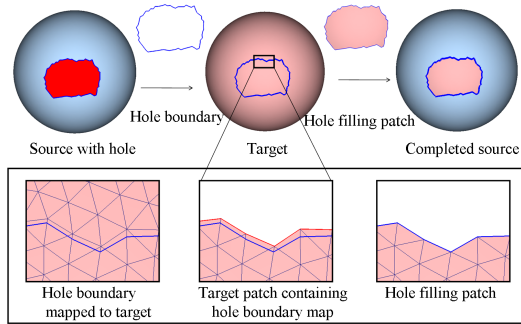 Hole boundary
Hole filling patch
Source with hole
Target
Completed source
Hole boundary
mapped to target
Target patch containing
hole boundary map
Hole filling patch